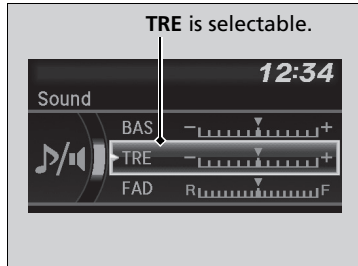 TRE is selectable.
12:34
Sound
BAS - +
TRE - +
FAD R F